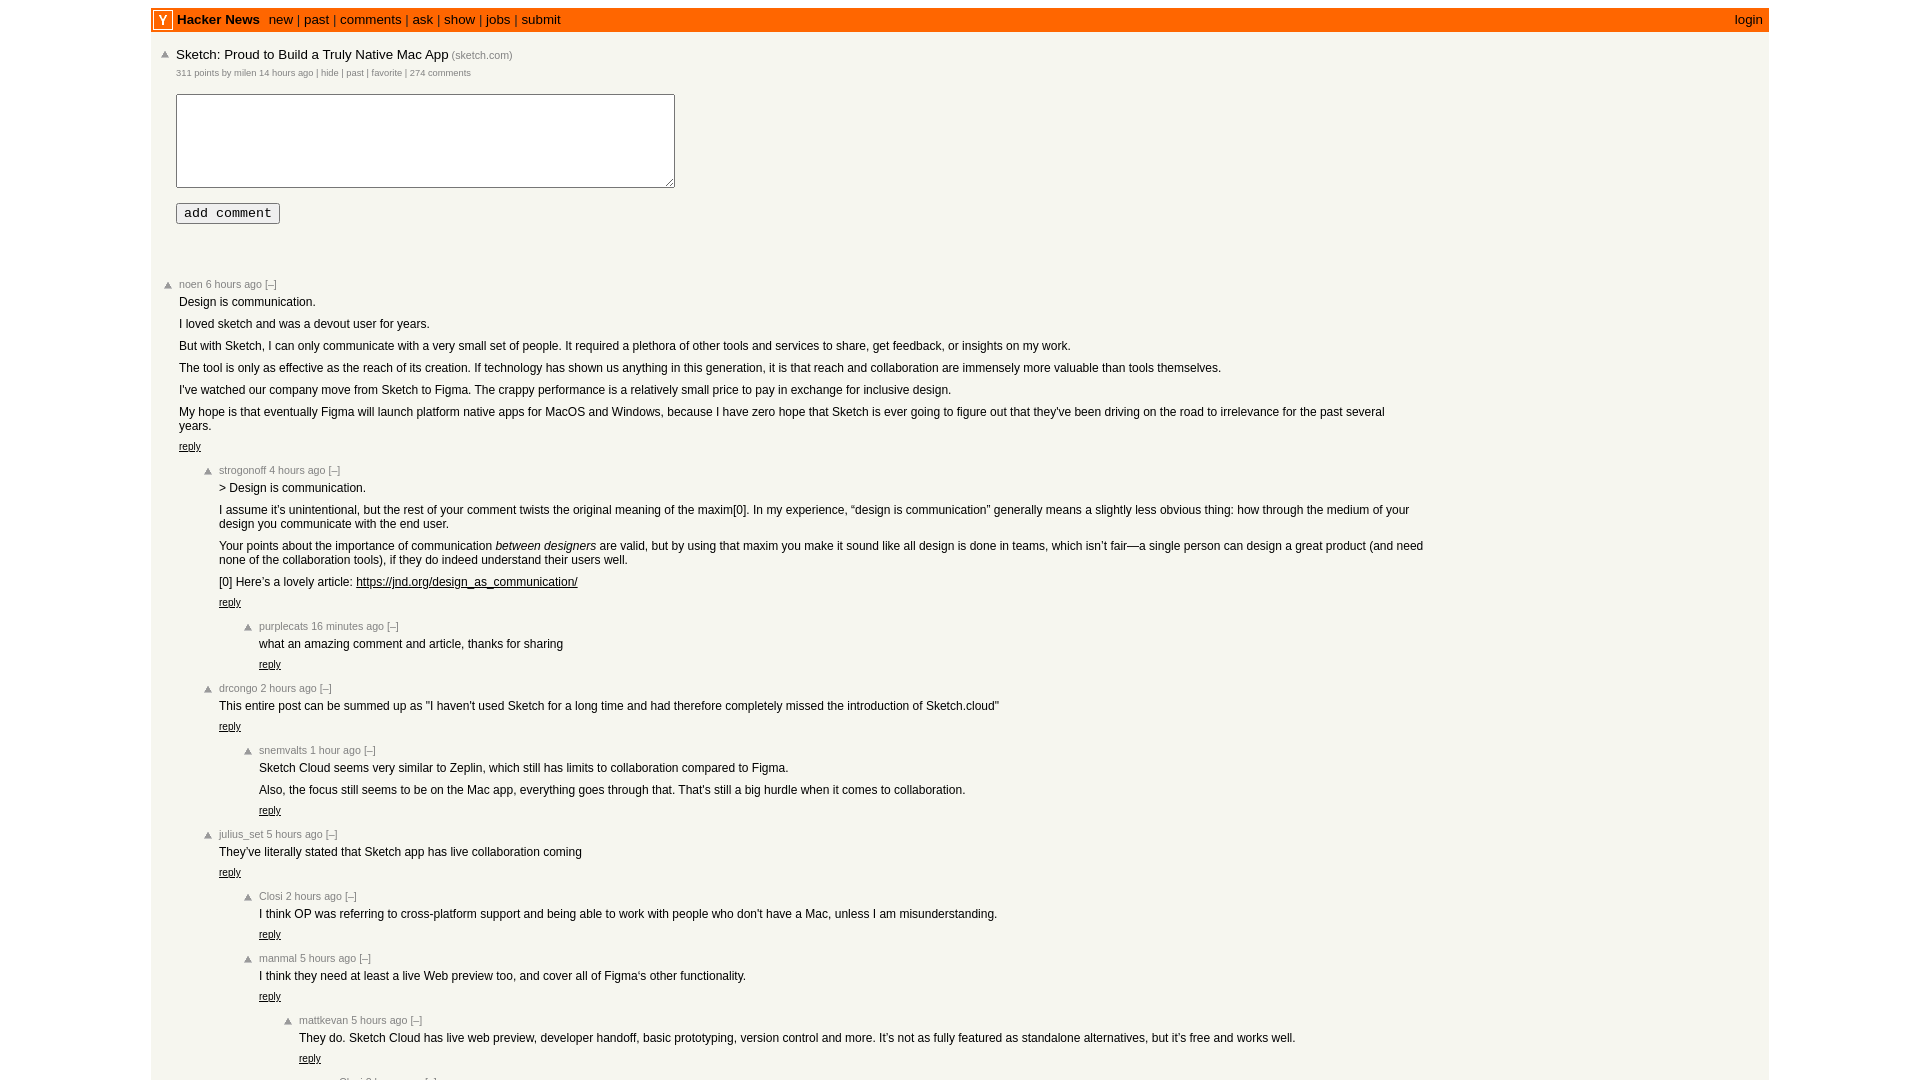 Y Hacker News new | past | comments | ask | show | jobs | submit login
Sketch: Proud to Build a Truly Native Mac App (sketch.com)
311 points by milen 14 hours ago | hide | past | favorite | 274 comments
add comment
noen 6 hours ago [–]
Design is communication.
I loved sketch and was a devout user for years.
But with Sketch, I can only communicate with a very small set of people. It required a plethora of other tools and services to share, get feedback, or insights on my work.
The tool is only as effective as the reach of its creation. If technology has shown us anything in this generation, it is that reach and collaboration are immensely more valuable than tools themselves.
I've watched our company move from Sketch to Figma. The crappy performance is a relatively small price to pay in exchange for inclusive design.
My hope is that eventually Figma will launch platform native apps for MacOS and Windows, because I have zero hope that Sketch is ever going to figure out that they've been driving on the road to irrelevance for the past several
years.
reply
strogonoff 4 hours ago [–]
> Design is communication.
I assume it’s unintentional, but the rest of your comment twists the original meaning of the maxim[0]. In my experience, “design is communication” generally means a slightly less obvious thing: how through the medium of your
design you communicate with the end user.
Your points about the importance of communication between designers are valid, but by using that maxim you make it sound like all design is done in teams, which isn’t fair—a single person can design a great product (and need
none of the collaboration tools), if they do indeed understand their users well.
[0] Here’s a lovely article: https://jnd.org/design_as_communication/
reply
purplecats 16 minutes ago [–]
what an amazing comment and article, thanks for sharing
reply
drcongo 2 hours ago [–]
This entire post can be summed up as "I haven't used Sketch for a long time and had therefore completely missed the introduction of Sketch.cloud"
reply
snemvalts 1 hour ago [–]
Sketch Cloud seems very similar to Zeplin, which still has limits to collaboration compared to Figma.
Also, the focus still seems to be on the Mac app, everything goes through that. That's still a big hurdle when it comes to collaboration.
reply
julius_set 5 hours ago [–]
They’ve literally stated that Sketch app has live collaboration coming
reply
Closi 2 hours ago [–]
I think OP was referring to cross-platform support and being able to work with people who don't have a Mac, unless I am misunderstanding.
reply
manmal 5 hours ago [–]
I think they need at least a live Web preview too, and cover all of Figma‘s other functionality.
reply
mattkevan 5 hours ago [–]
They do. Sketch Cloud has live web preview, developer handoff, basic prototyping, version control and more. It’s not as fully featured as standalone alternatives, but it’s free and works well.
reply